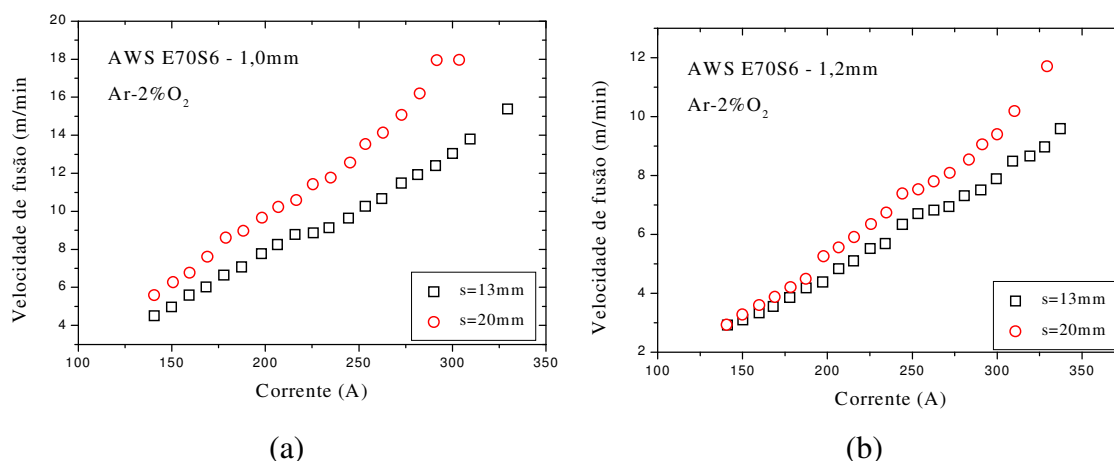 20
18
16
14
12
10
8
6
4
Velocidade de fusão (m/min)
AWS E70S6 - 1,0mm
Ar-2%O₂
s=13mm
s=20mm
100 150 200 250 300 350
Corrente (A)
(a)
12
10
8
6
4
2
Velocidade de fusão (m/min)
AWS E70S6 - 1,2mm
Ar-2%O₂
s=13mm
s=20mm
100 150 200 250 300 350
Corrente (A)
(b)